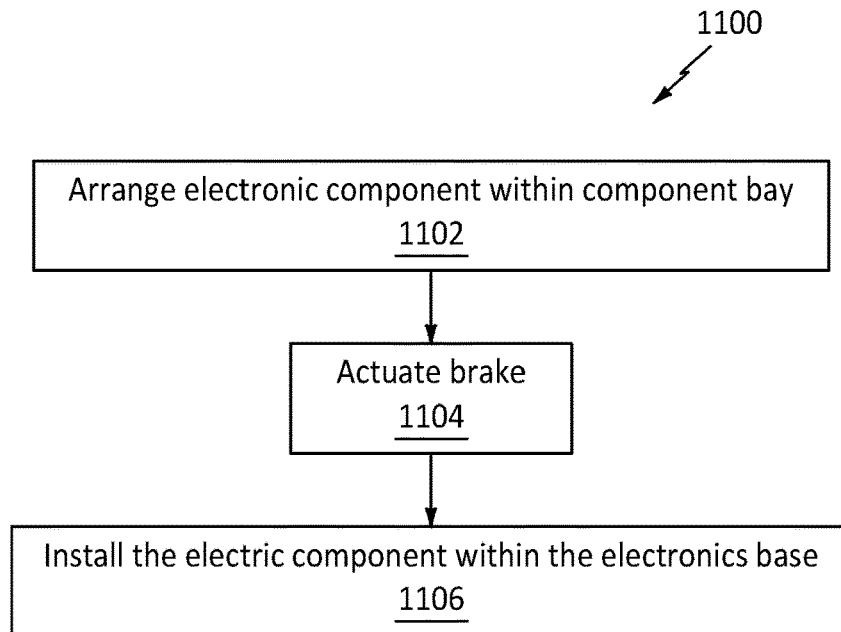 1100
Arrange electronic component within component bay
1102
Actuate brake
1104
Install the electric component within the electronics base
1106